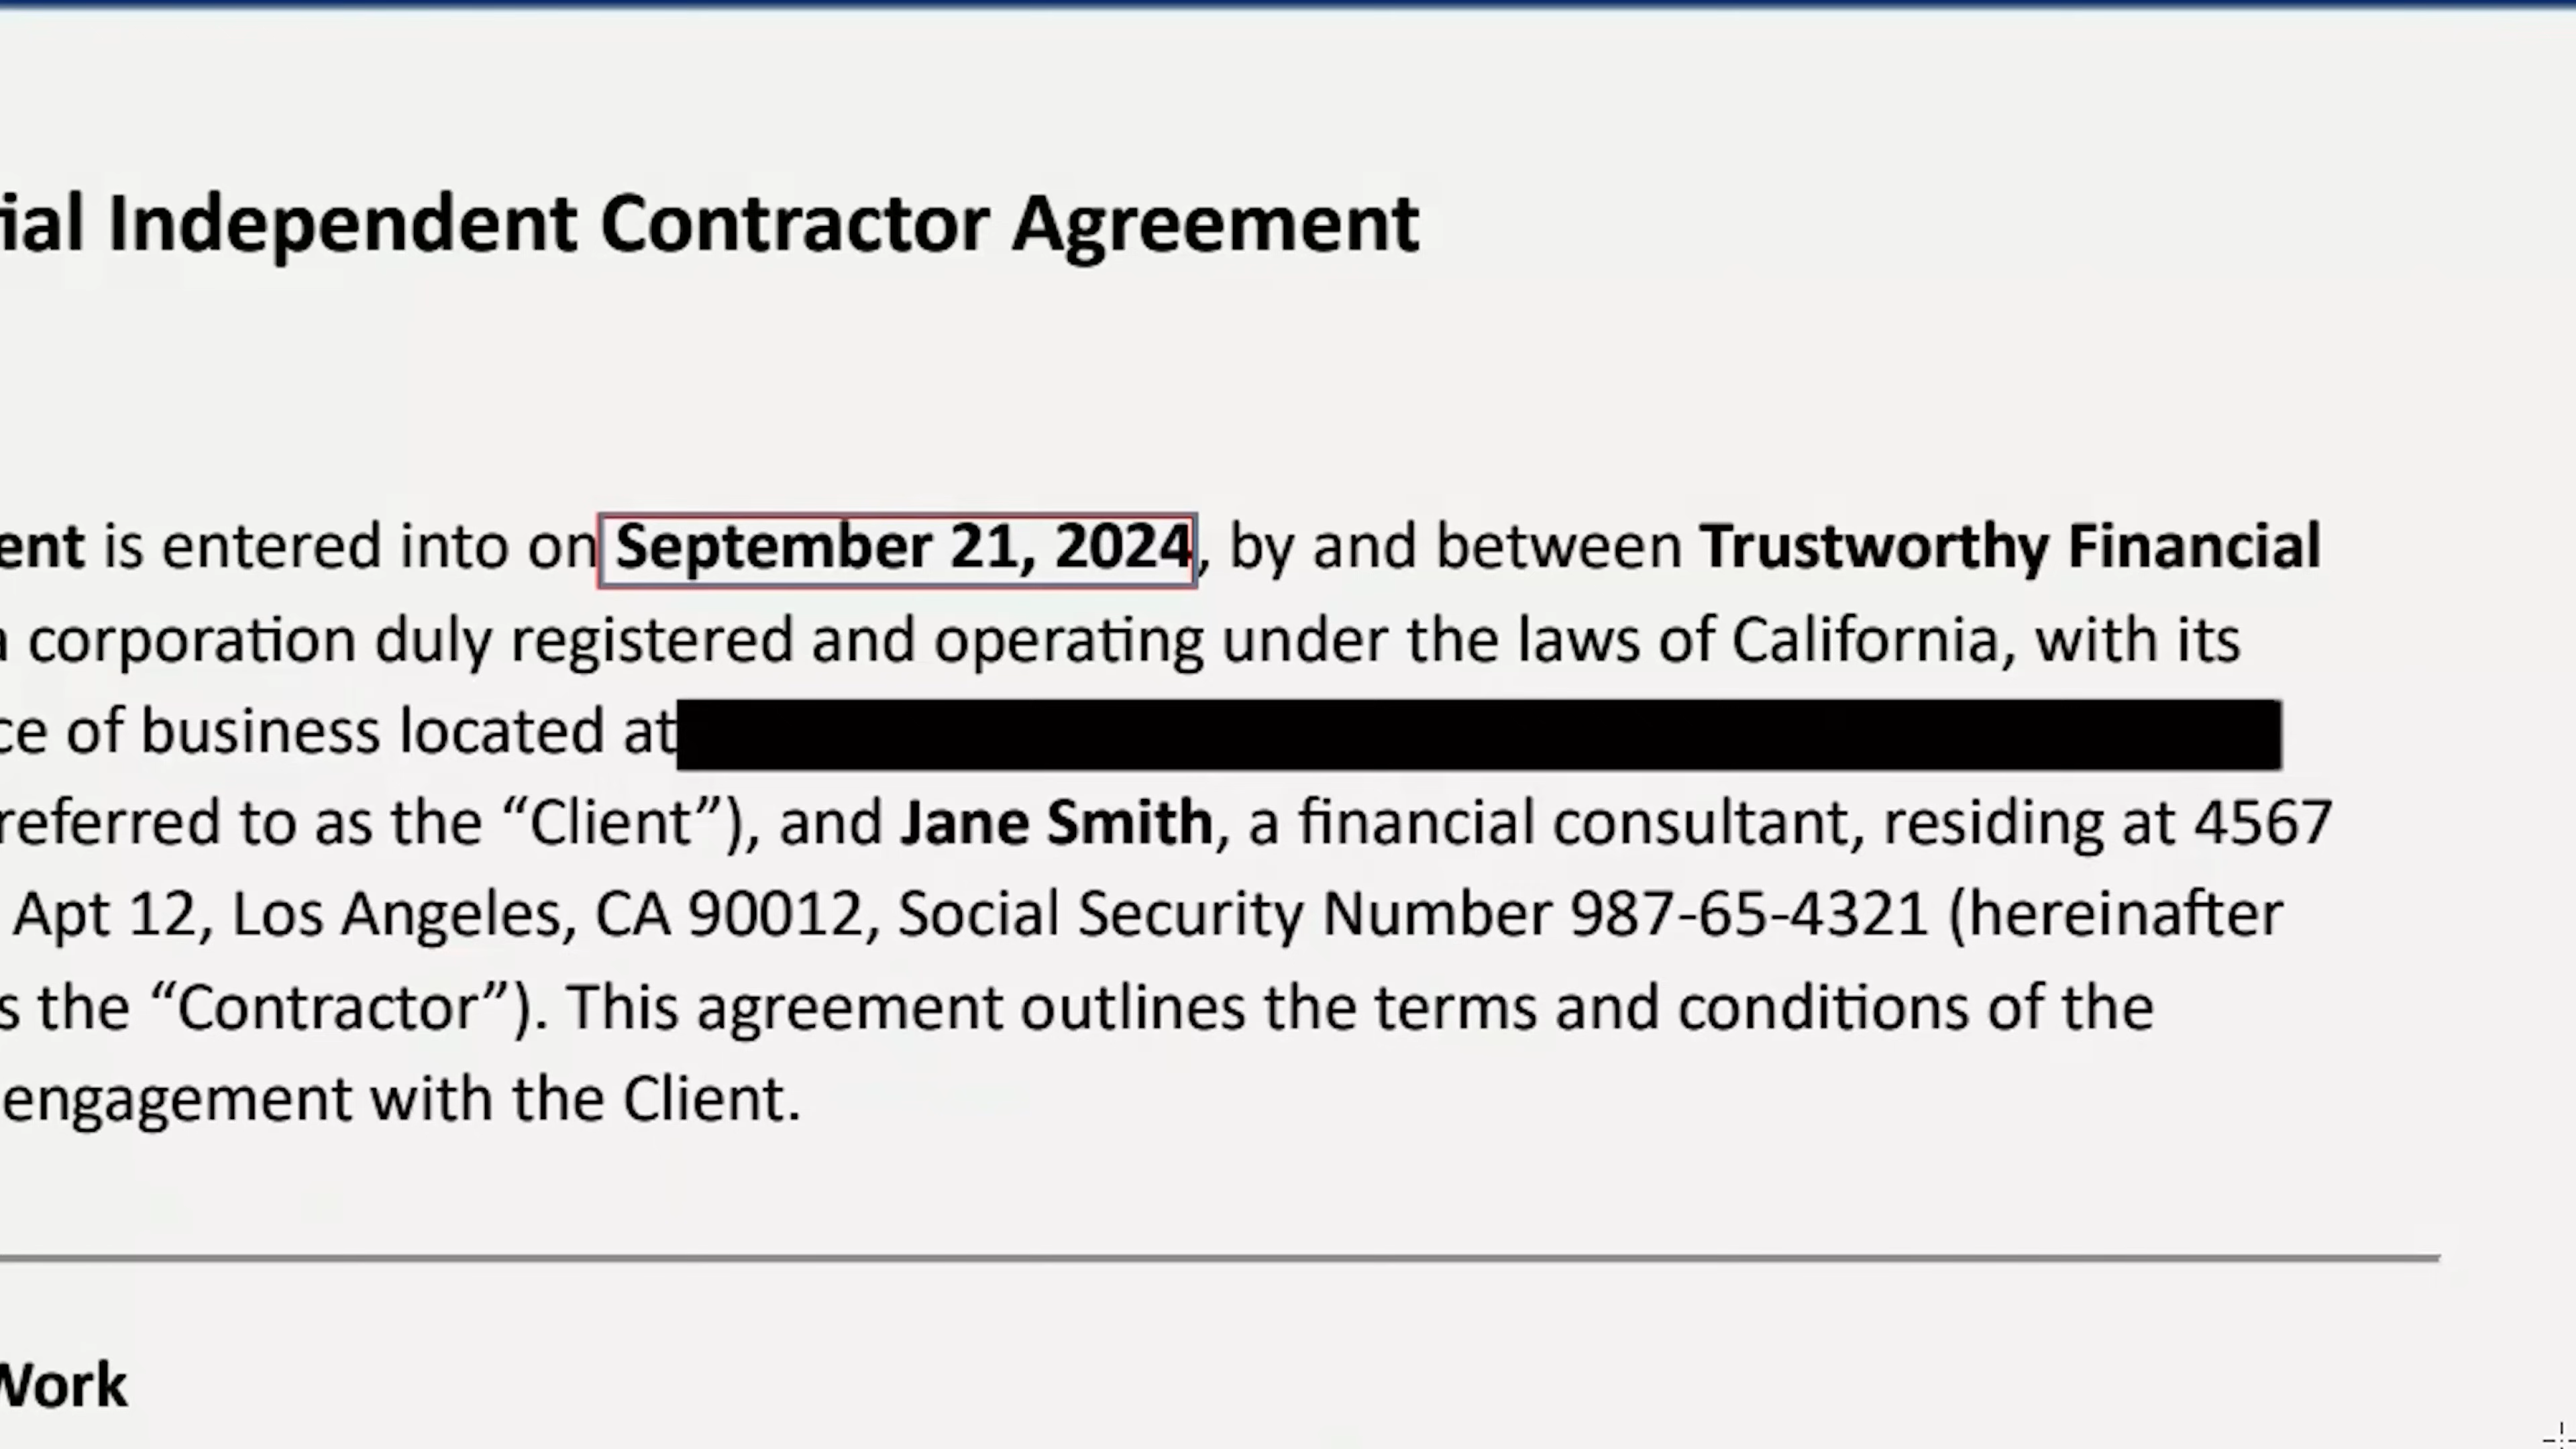 ial Independent Contractor Agreement
ent is entered into on September 21, 2024, by and between Trustworthy Financial
a corporation duly registered and operating under the laws of California, with its
ce of business located at
referred to as the “Client”), and Jane Smith, a financial consultant, residing at 4567
Apt 12, Los Angeles, CA 90012, Social Security Number 987-65-4321 (hereinafter
s the “Contractor”). This agreement outlines the terms and conditions of the
engagement with the Client.
Work